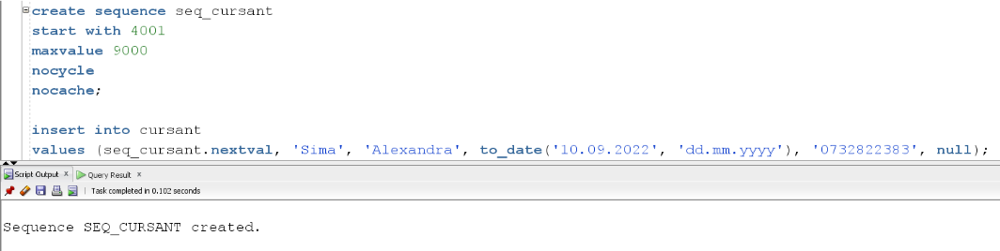 create sequence seq_cursant
start with 4001
maxvalue 9000
nocycle
nocache;
insert into cursant
values (seq_cursant.nextval, 'Sima', 'Alexandra', to_date('10.09.2022', 'dd.mm.yyyy'), '0732822383', null);
Script Output x Query Result x
Task completed in 0.102 seconds
Sequence SEQ_CURSANT created.